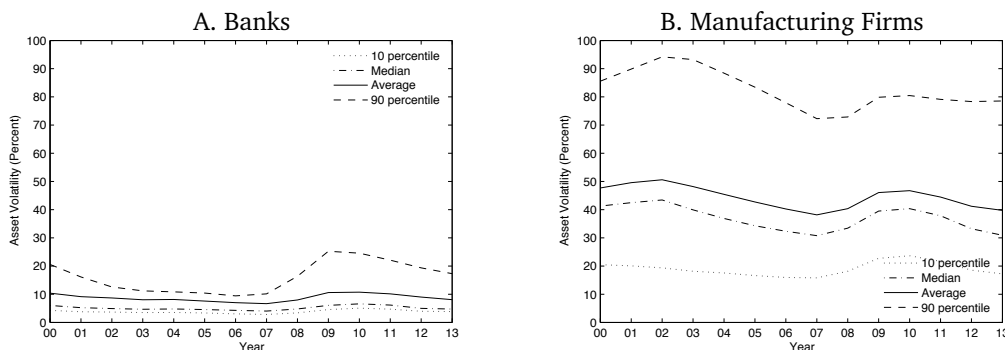 A. Banks
100
90
80
70
60
50
40
30
20
10
0
Asset Volatility (Percent)
10 percentile
Median
Average
90 percentile
00 01 02 03 04 05 06 07 08 09 10 11 12 13
Year
B. Manufacturing Firms
100
90
80
70
60
50
40
30
20
10
0
Asset Volatility (Percent)
10 percentile
Median
Average
90 percentile
00 01 02 03 04 05 06 07 08 09 10 11 12 13
Year